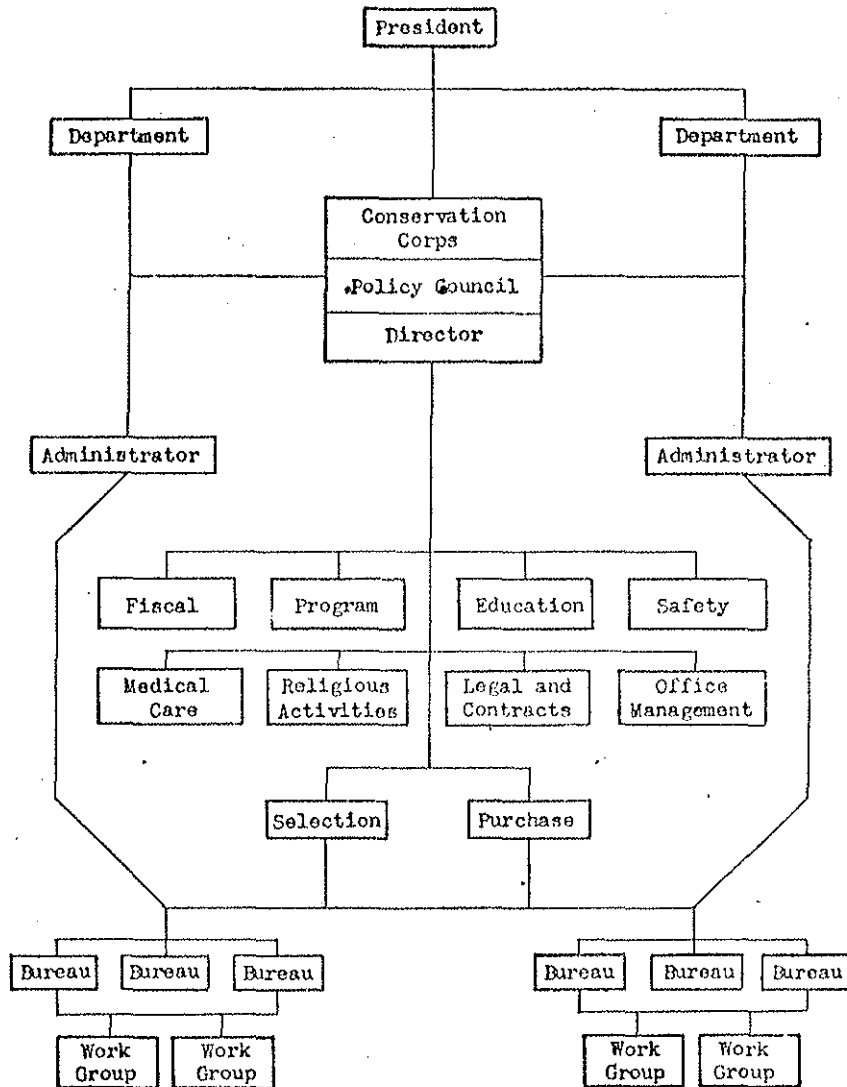 President
Department
Department
Conservation
Corps
Policy Council
Director
Administrator
Administrator
Fiscal
Program
Education
Safety
Medical
Care
Religious
Activities
Legal and
Contracts
Office
Management
Selection
Purchase
Bureau
Bureau
Bureau
Bureau
Bureau
Bureau
Work
Group
Work
Group
Work
Group
Work
Group